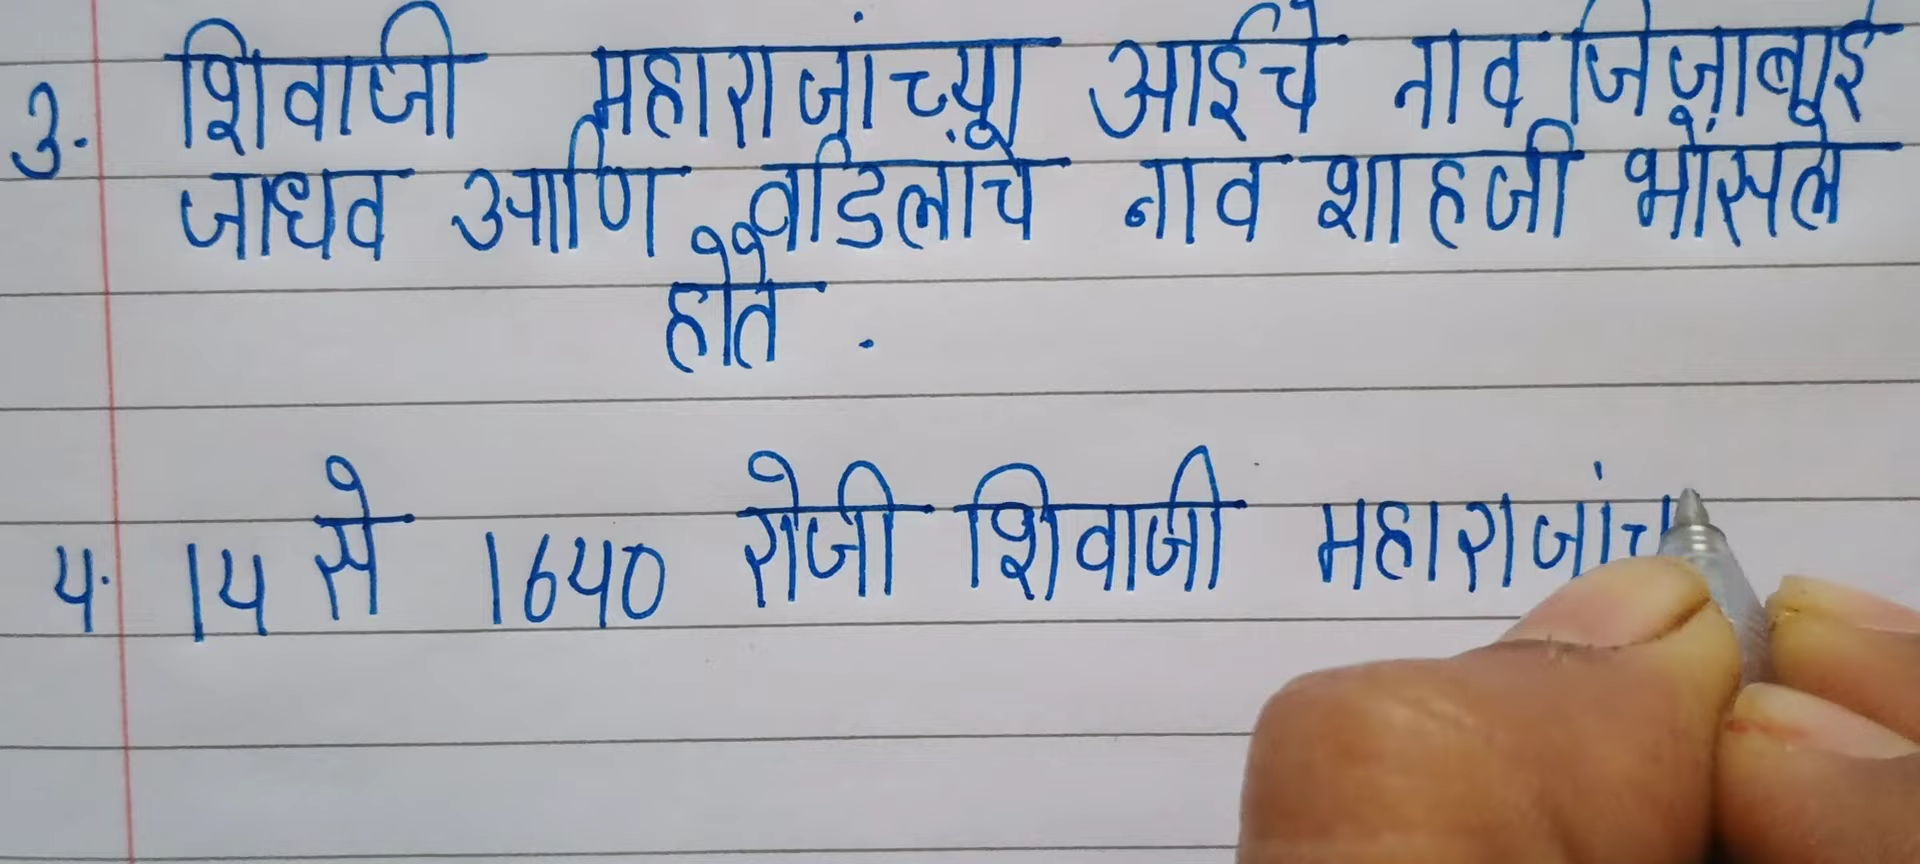 3. शिवाजी महाराजांच्या आईचे नाव जिजाबाई
जाधव आणि वडिलांचे नाव शाहजी भोसले
होते .
4. 14 से 1640 रोजी शिवाजी महाराजांच